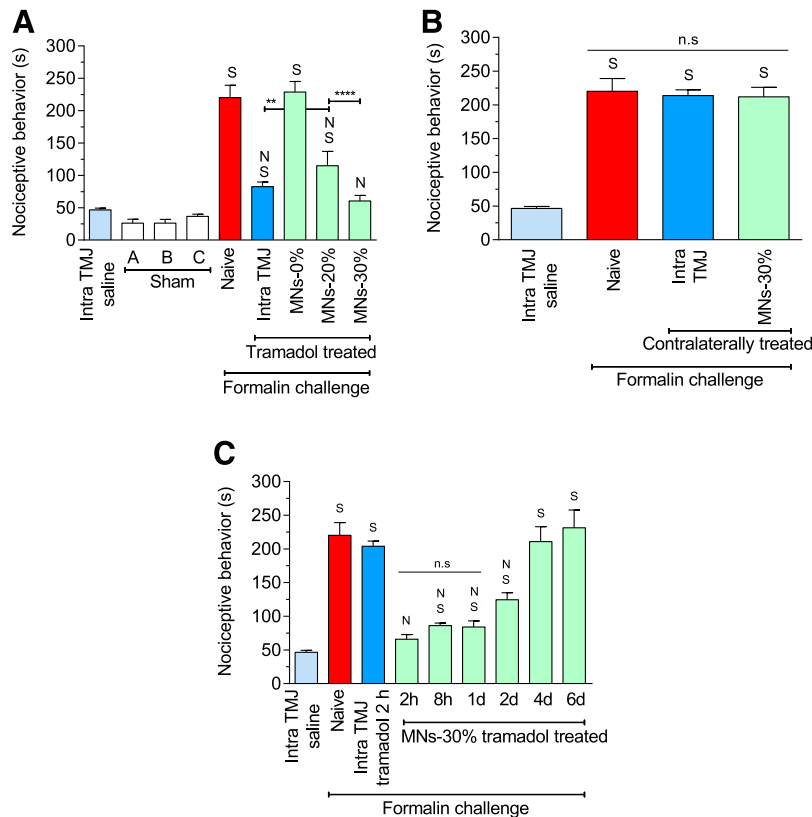 A
Nociceptive behavior (s)
300
250
200
150
100
50
0
S
N
S
**
S
N
S
****
N
Intra TMJ
saline
A B C
Sham
Naive
Intra TMJ
MNs-0%
MNs-20%
MNs-30%
Tramadol treated
Formalin challenge
B
Nociceptive behavior (s)
300
250
200
150
100
50
0
n.s
S S S
Intra TMJ
saline
Naive
Intra
TMJ
MNs-30%
Contralaterally treated
Formalin challenge
C
Nociceptive behavior (s)
300
250
200
150
100
50
0
S
S
n.s
N
N
S
N
S
N
S
S
S
Intra TMJ
saline
Naive
Intra TMJ
tramadol 2 h
2h 8h 1d 2d 4d 6d
MNs-30% tramadol treated
Formalin challenge